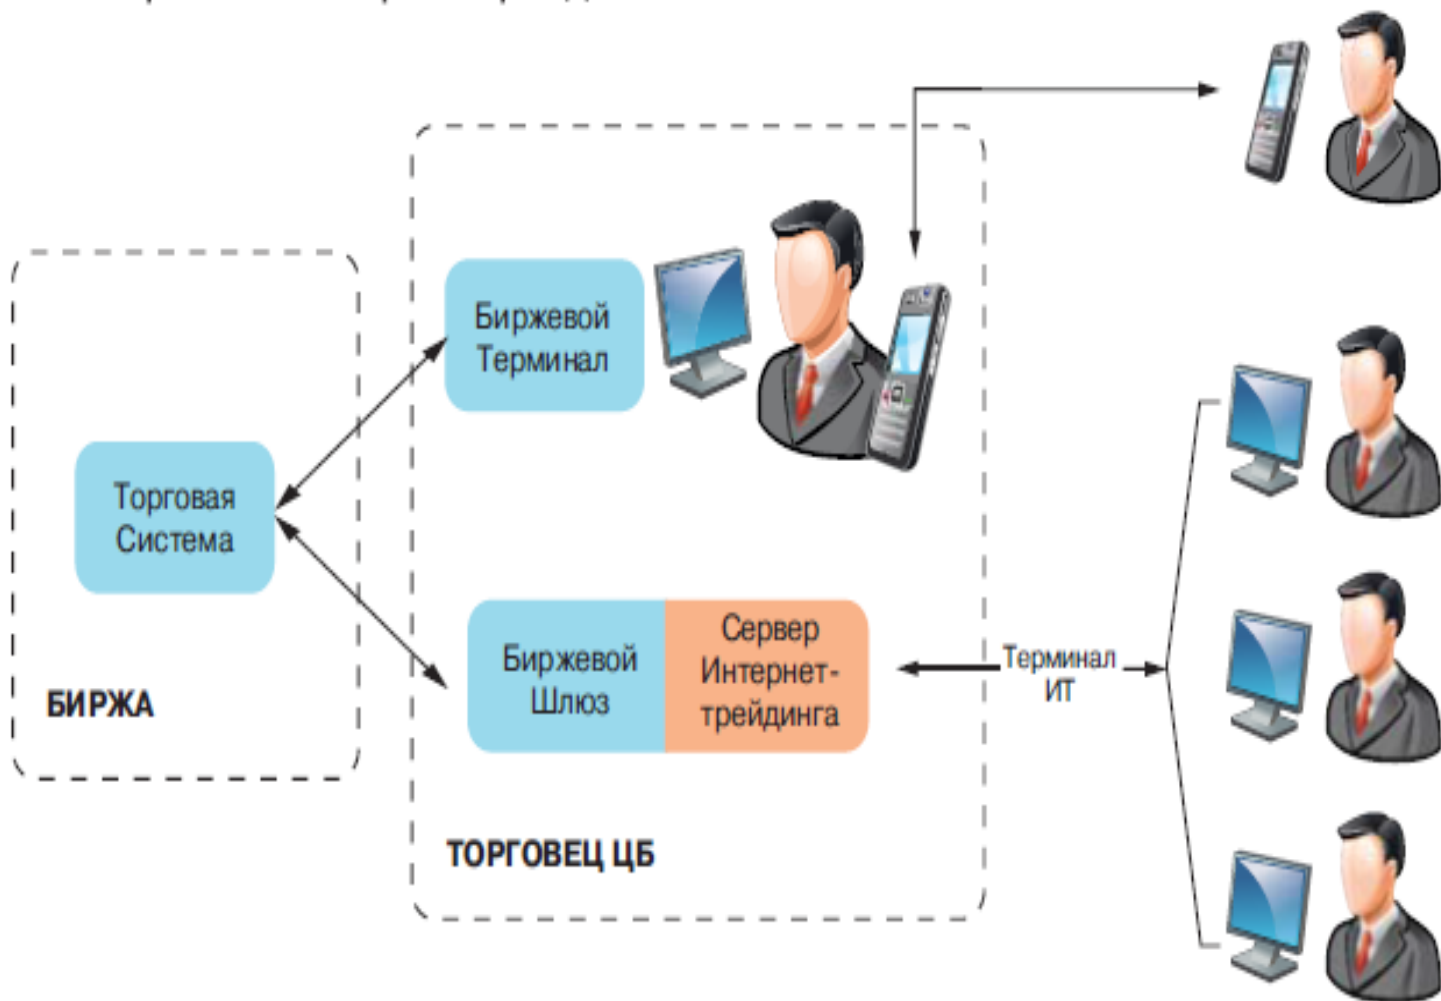 Биржевой
Терминал
Торговая
Система
БИРЖА
Биржевой
Шлюз
Сервер
Интернет-
трейдинга
Терминал
ИТ
ТОРГОВЕЦ ЦБ